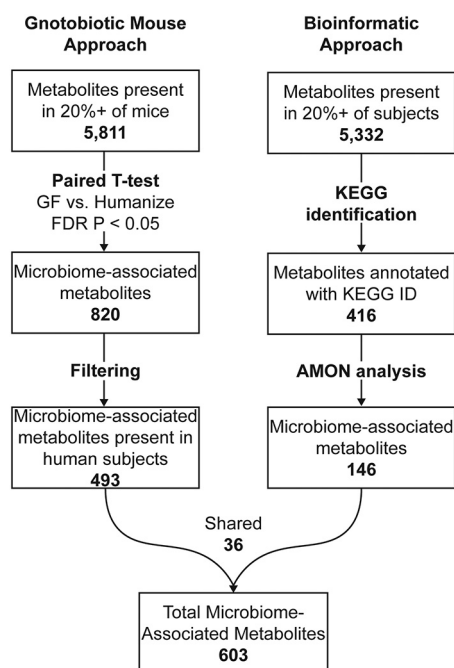 Gnotobiotic Mouse
Approach
Metabolites present
in 20%+ of mice
5,811
Paired T-test
GF vs. Humanize
FDR P < 0.05
Microbiome-associated
metabolites
820
Filtering
Microbiome-associated
metabolites present in
human subjects
493
Bioinformatic
Approach
Metabolites present
in 20%+ of subjects
5,332
KEGG
identification
Metabolites annotated
with KEGG ID
416
AMON analysis
Microbiome-associated
metabolites
146
Shared
36
Total Microbiome-
Associated Metabolites
603